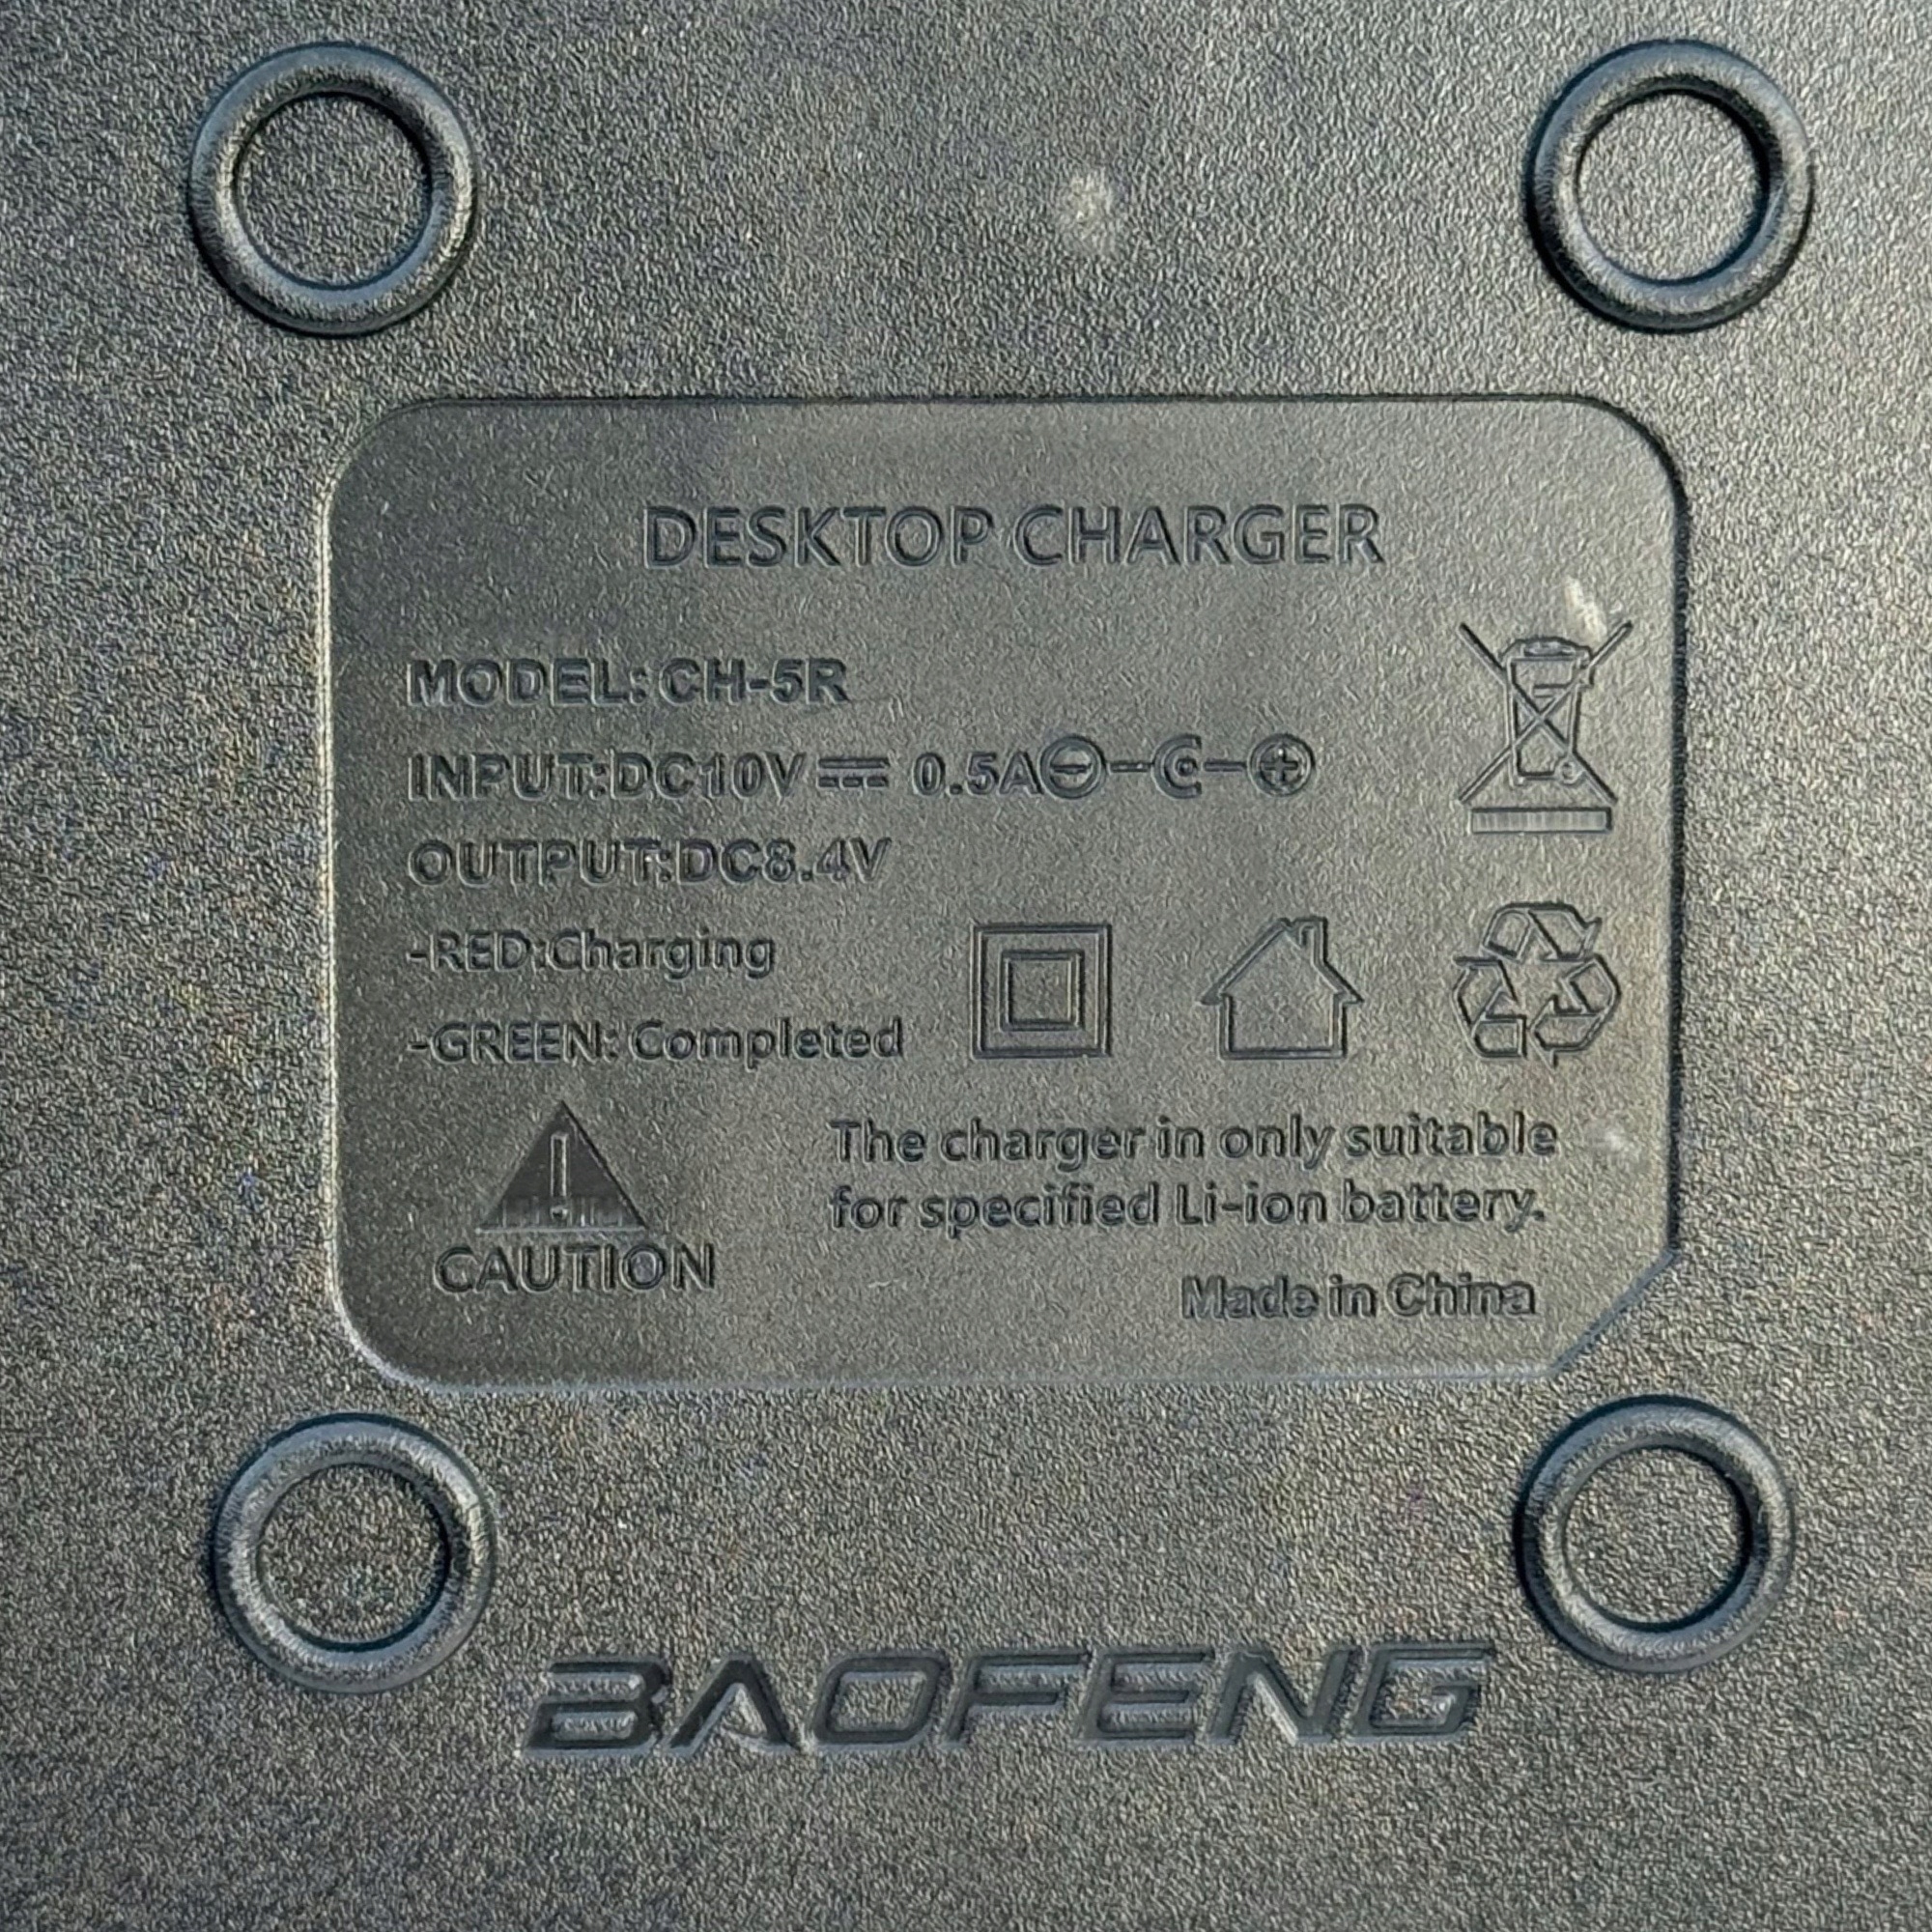 DESKTOP CHARGER
MODEL: CH-5R
INPUT:DC10V ⎓ 0.5A
OUTPUT:DC8.4V
-RED:Charging
-GREEN: Completed
The charger in only suitable
for specified Li-ion battery.
CAUTION
Made in China
BAOFENG